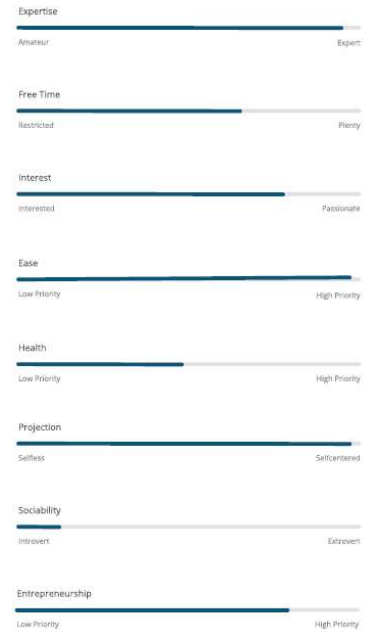 Expertise
Amateur Expert
Free Time
Restricted Plenty
Interest
Interested Passionate
Ease
Low Priority High Priority
Health
Low Priority High Priority
Projection
Selfless Selfcentered
Sociability
Introvert Extrovert
Entrepreneurship
Low Priority High Priority